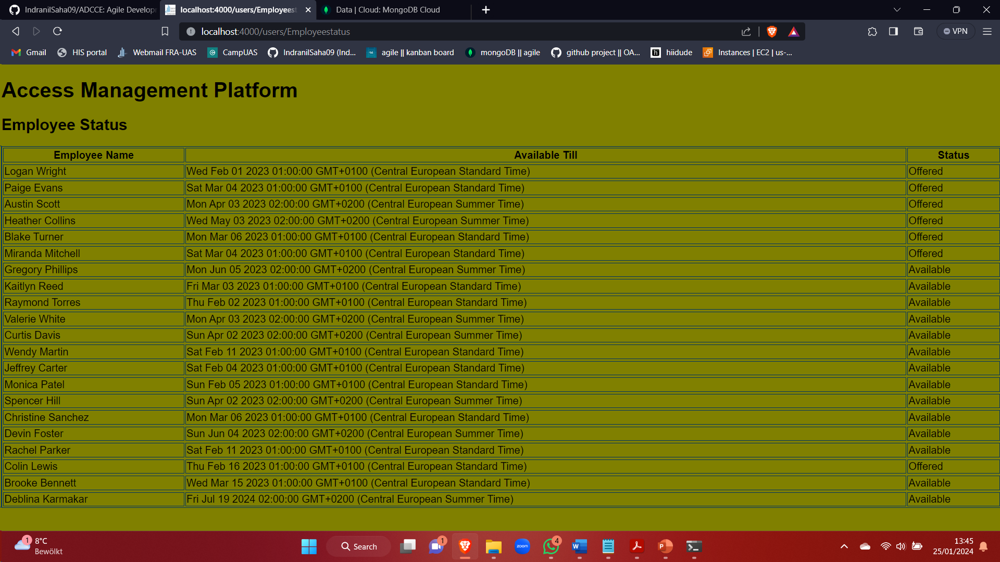 IndranilSaha09/ADCCE: Agile Develop
localhost:4000/users/Employeest
Data | Cloud: MongoDB Cloud
localhost:4000/users/Employeestatus
VPN
Gmail HIS portal Webmail FRA-UAS CampUAS IndranilSaha09 (Ind... agile || kanban board mongoDB || agile github project || OA... hiidude Instances | EC2 | us-...
Access Management Platform
Employee Status
Employee Name Available Till Status
Logan Wright Wed Feb 01 2023 01:00:00 GMT+0100 (Central European Standard Time) Offered
Paige Evans Sat Mar 04 2023 01:00:00 GMT+0100 (Central European Standard Time) Offered
Austin Scott Mon Apr 03 2023 02:00:00 GMT+0200 (Central European Summer Time) Offered
Heather Collins Wed May 03 2023 02:00:00 GMT+0200 (Central European Summer Time) Offered
Blake Turner Mon Mar 06 2023 01:00:00 GMT+0100 (Central European Standard Time) Offered
Miranda Mitchell Sat Mar 04 2023 01:00:00 GMT+0100 (Central European Standard Time) Offered
Gregory Phillips Mon Jun 05 2023 02:00:00 GMT+0200 (Central European Summer Time) Available
Kaitlyn Reed Fri Mar 03 2023 01:00:00 GMT+0100 (Central European Standard Time) Available
Raymond Torres Thu Feb 02 2023 01:00:00 GMT+0100 (Central European Standard Time) Available
Valerie White Mon Apr 03 2023 02:00:00 GMT+0200 (Central European Summer Time) Available
Curtis Davis Sun Apr 02 2023 02:00:00 GMT+0200 (Central European Summer Time) Available
Wendy Martin Sat Feb 11 2023 01:00:00 GMT+0100 (Central European Standard Time) Available
Jeffrey Carter Sat Feb 04 2023 01:00:00 GMT+0100 (Central European Standard Time) Available
Monica Patel Sun Feb 05 2023 01:00:00 GMT+0100 (Central European Standard Time) Available
Spencer Hill Sun Apr 02 2023 02:00:00 GMT+0200 (Central European Summer Time) Available
Christine Sanchez Mon Mar 06 2023 01:00:00 GMT+0100 (Central European Standard Time) Available
Devin Foster Sun Jun 04 2023 02:00:00 GMT+0200 (Central European Summer Time) Available
Rachel Parker Sat Feb 11 2023 01:00:00 GMT+0100 (Central European Standard Time) Available
Colin Lewis Thu Feb 16 2023 01:00:00 GMT+0100 (Central European Standard Time) Offered
Brooke Bennett Wed Mar 15 2023 01:00:00 GMT+0100 (Central European Standard Time) Available
Deblina Karmakar Fri Jul 19 2024 02:00:00 GMT+0200 (Central European Summer Time) Available
1
8°C
Bewölkt
Search
1
zoom
4
W
P
13:45
25/01/2024